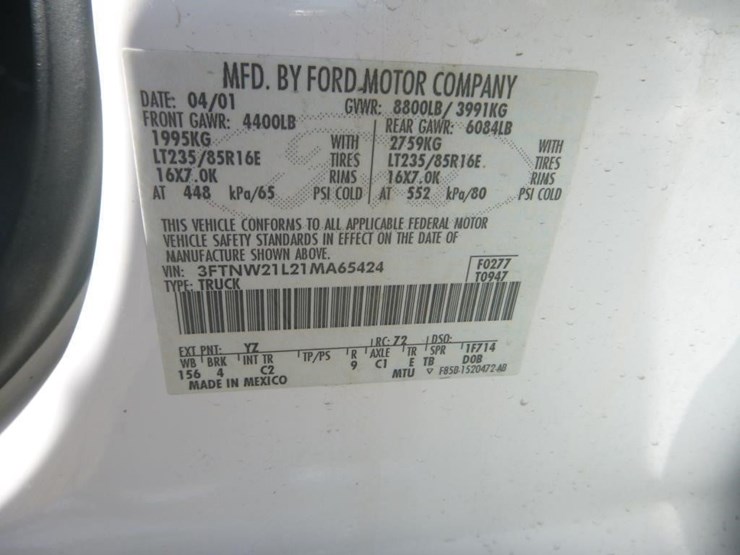 MFD. BY FORD MOTOR COMPANY
DATE: 04/01 GVWR: 8800LB/ 3991KG
FRONT GAWR: 4400LB REAR GAWR: 6084LB
1995KG WITH 2759KG WITH
LT235/85R16E TIRES LT235/85R16E TIRES
16X7.0K RIMS 16X7.0K RIMS
AT 448 kPa/65 PSI COLD AT 552 kPa/80 PSI COLD
THIS VEHICLE CONFORMS TO ALL APPLICABLE FEDERAL MOTOR
VEHICLE SAFETY STANDARDS IN EFFECT ON THE DATE OF
MANUFACTURE SHOWN ABOVE.
VIN: 3FTNW21L21MA65424 F0277
TYPE: TRUCK T0947
EXT PNT: YZ RC: 72 DSO:
WB BRK INT TR TP/PS R AXLE TR SPR 1F714
156 4 C2 9 C1 E TB DOB
MADE IN MEXICO MTU F85B-1520472-AB